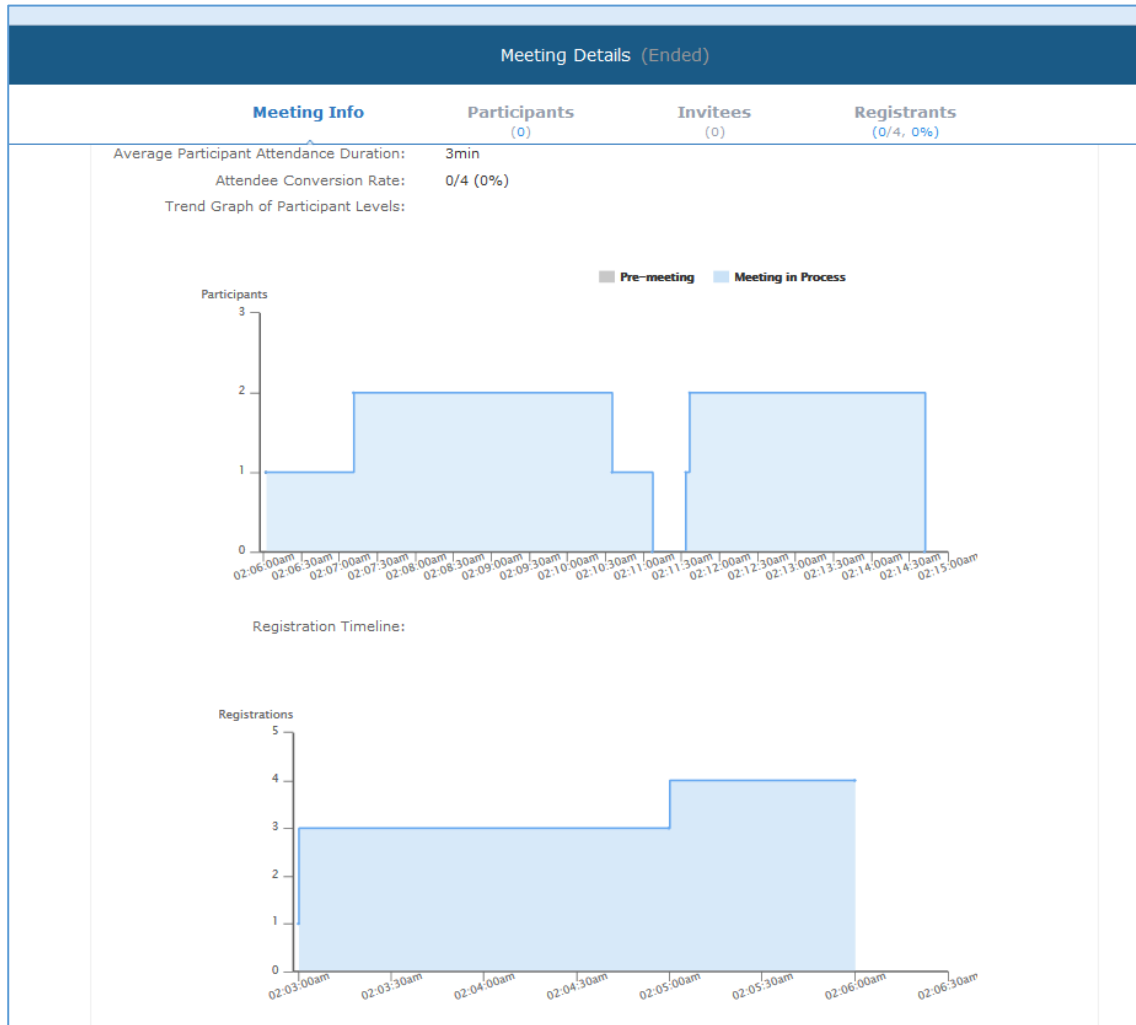 Meeting Details (Ended)
Meeting Info Participants Invitees Registrants
(0) (0) (0/4, 0%)
Average Participant Attendance Duration: 3min
Attendee Conversion Rate: 0/4 (0%)
Trend Graph of Participant Levels:
Pre-meeting Meeting in Process
Participants
3
2
1
0
02:06:00am 02:06:30am 02:07:00am 02:07:30am 02:08:00am 02:08:30am 02:09:00am 02:09:30am 02:10:00am 02:10:30am 02:11:00am 02:11:30am 02:12:00am 02:12:30am 02:13:00am 02:13:30am 02:14:00am 02:14:30am 02:15:00am
Registration Timeline:
Registrations
5
4
3
2
1
0
02:03:00am 02:03:30am 02:04:00am 02:04:30am 02:05:00am 02:05:30am 02:06:00am 02:06:30am